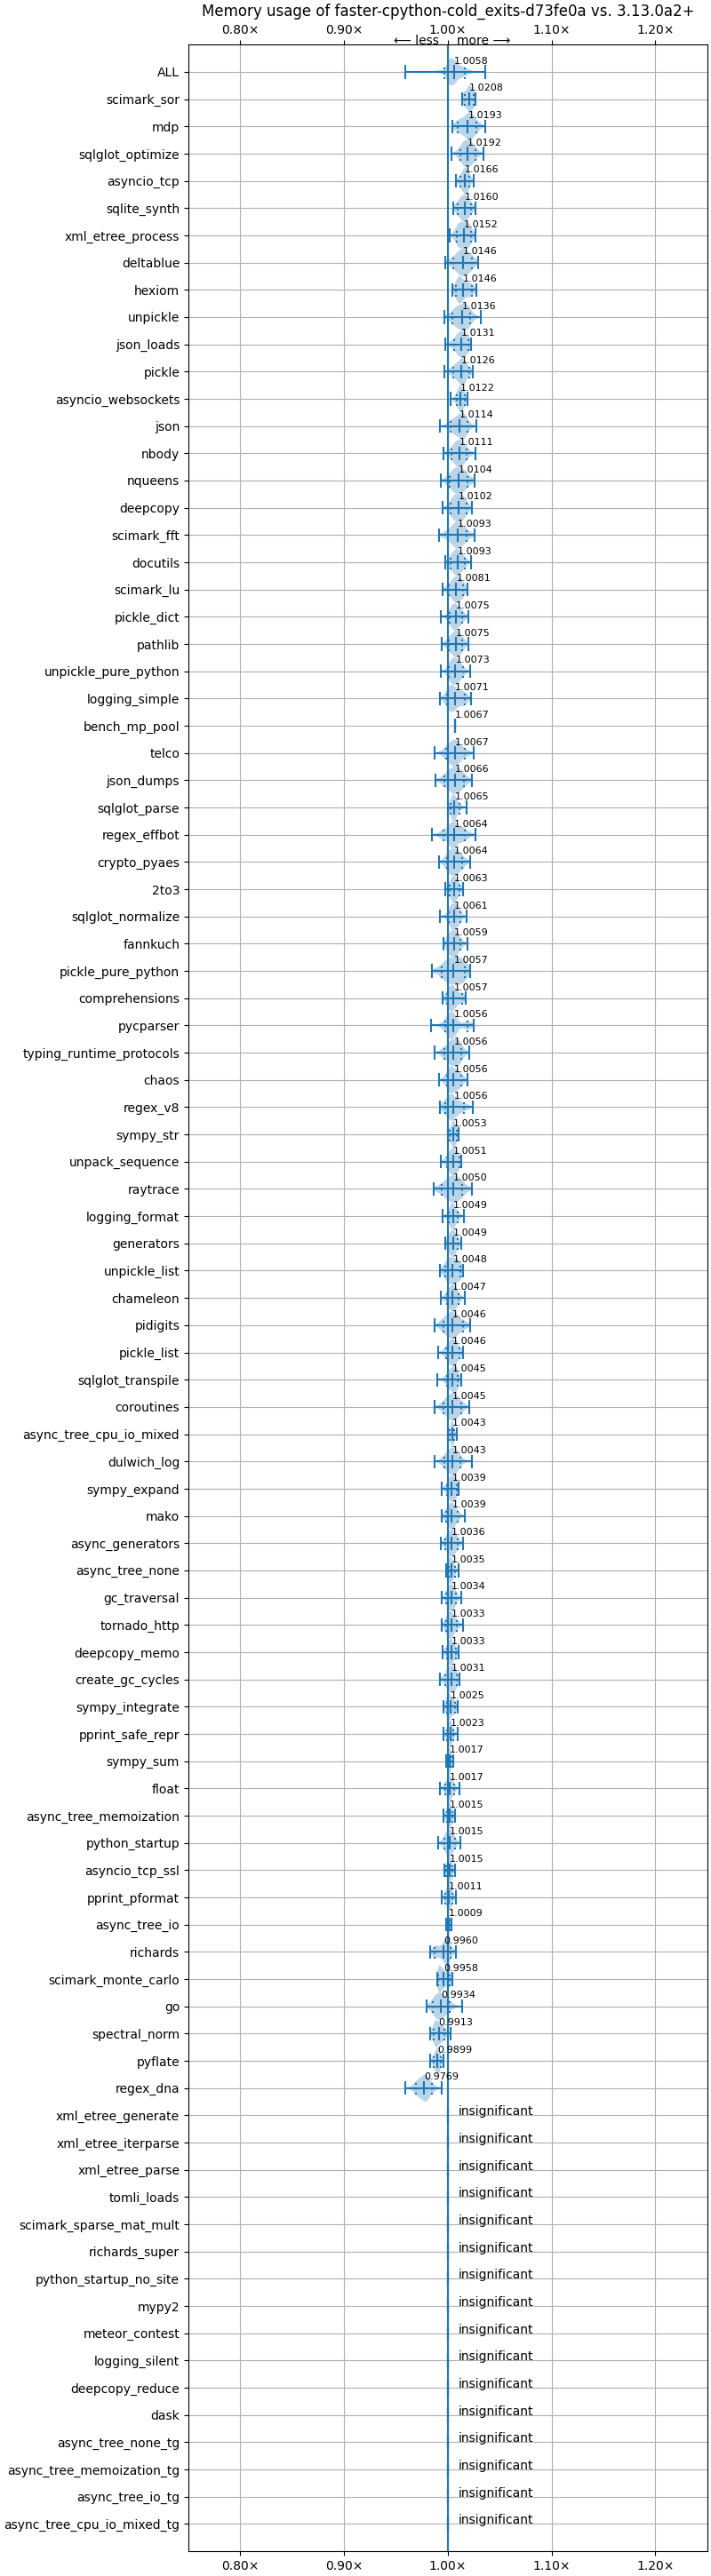 Memory usage of faster-cpython-cold_exits-d73fe0a vs. 3.13.0a2+
0.80× 0.90× 1.00× 1.10× 1.20×
⟵ less more ⟶
ALL 1.0058
scimark_sor 1.0208
mdp 1.0193
sqlglot_optimize 1.0192
asyncio_tcp 1.0166
sqlite_synth 1.0160
xml_etree_process 1.0152
deltablue 1.0146
hexiom 1.0146
unpickle 1.0136
json_loads 1.0131
pickle 1.0126
asyncio_websockets 1.0122
json 1.0114
nbody 1.0111
nqueens 1.0104
deepcopy 1.0102
scimark_fft 1.0093
docutils 1.0093
scimark_lu 1.0081
pickle_dict 1.0075
pathlib 1.0075
unpickle_pure_python 1.0073
logging_simple 1.0071
bench_mp_pool 1.0067
telco 1.0067
json_dumps 1.0066
sqlglot_parse 1.0065
regex_effbot 1.0064
crypto_pyaes 1.0064
2to3 1.0063
sqlglot_normalize 1.0061
fannkuch 1.0059
pickle_pure_python 1.0057
comprehensions 1.0057
pycparser 1.0056
typing_runtime_protocols 1.0056
chaos 1.0056
regex_v8 1.0056
sympy_str 1.0053
unpack_sequence 1.0051
raytrace 1.0050
logging_format 1.0049
generators 1.0049
unpickle_list 1.0048
chameleon 1.0047
pidigits 1.0046
pickle_list 1.0046
sqlglot_transpile 1.0045
coroutines 1.0045
async_tree_cpu_io_mixed 1.0043
dulwich_log 1.0043
sympy_expand 1.0039
mako 1.0039
async_generators 1.0036
async_tree_none 1.0035
gc_traversal 1.0034
tornado_http 1.0033
deepcopy_memo 1.0033
create_gc_cycles 1.0031
sympy_integrate 1.0025
pprint_safe_repr 1.0023
sympy_sum 1.0017
float 1.0017
async_tree_memoization 1.0015
python_startup 1.0015
asyncio_tcp_ssl 1.0015
pprint_pformat 1.0011
async_tree_io 1.0009
richards 0.9960
scimark_monte_carlo 0.9958
go 0.9934
spectral_norm 0.9913
pyflate 0.9899
regex_dna 0.9769
xml_etree_generate insignificant
xml_etree_iterparse insignificant
xml_etree_parse insignificant
tomli_loads insignificant
scimark_sparse_mat_mult insignificant
richards_super insignificant
python_startup_no_site insignificant
mypy2 insignificant
meteor_contest insignificant
logging_silent insignificant
deepcopy_reduce insignificant
dask insignificant
async_tree_none_tg insignificant
async_tree_memoization_tg insignificant
async_tree_io_tg insignificant
async_tree_cpu_io_mixed_tg insignificant
0.80× 0.90× 1.00× 1.10× 1.20×